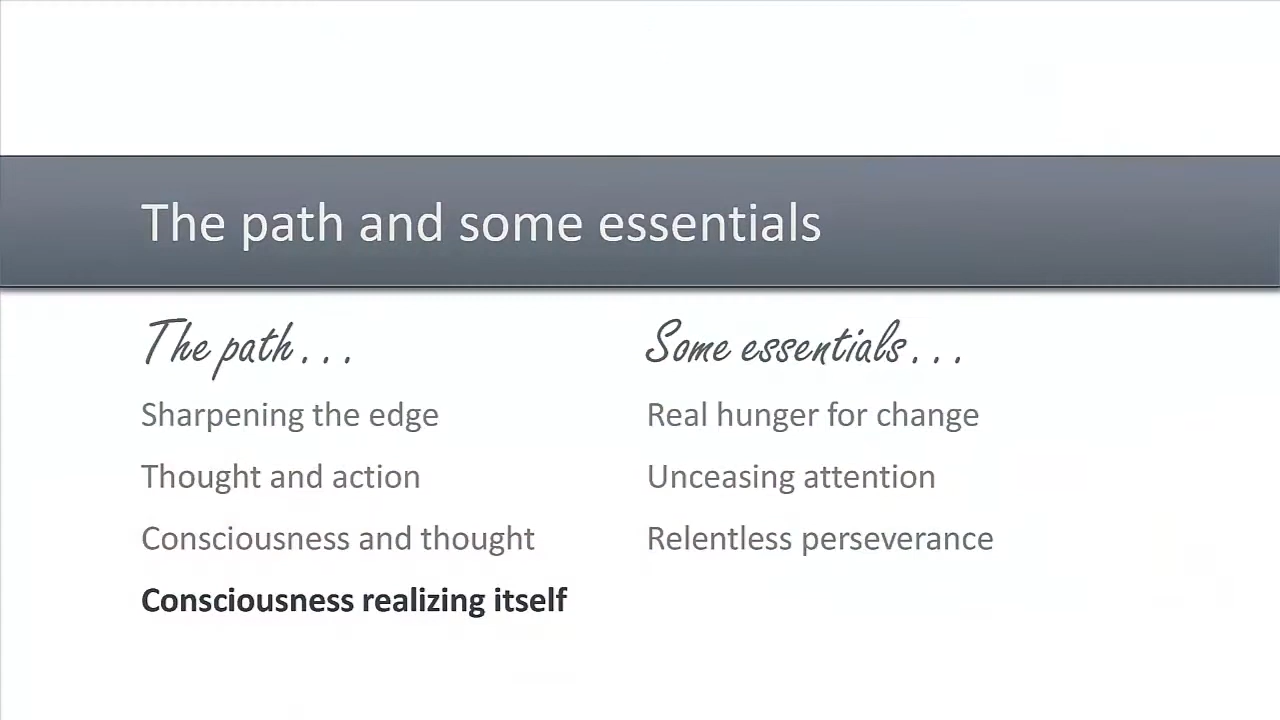 The path and some essentials
The path...
Sharpening the edge
Thought and action
Consciousness and thought
Consciousness realizing itself
Some essentials...
Real hunger for change
Unceasing attention
Relentless perseverance